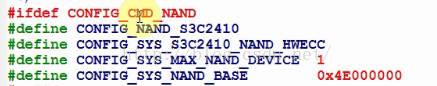 #ifdef CONFIG_CMD_NAND
#define CONFIG_NAND_S3C2410
#define CONFIG_SYS_S3C2410_NAND_HWECC
#define CONFIG_SYS_MAX_NAND_DEVICE 1
#define CONFIG_SYS_NAND_BASE 0x4E000000